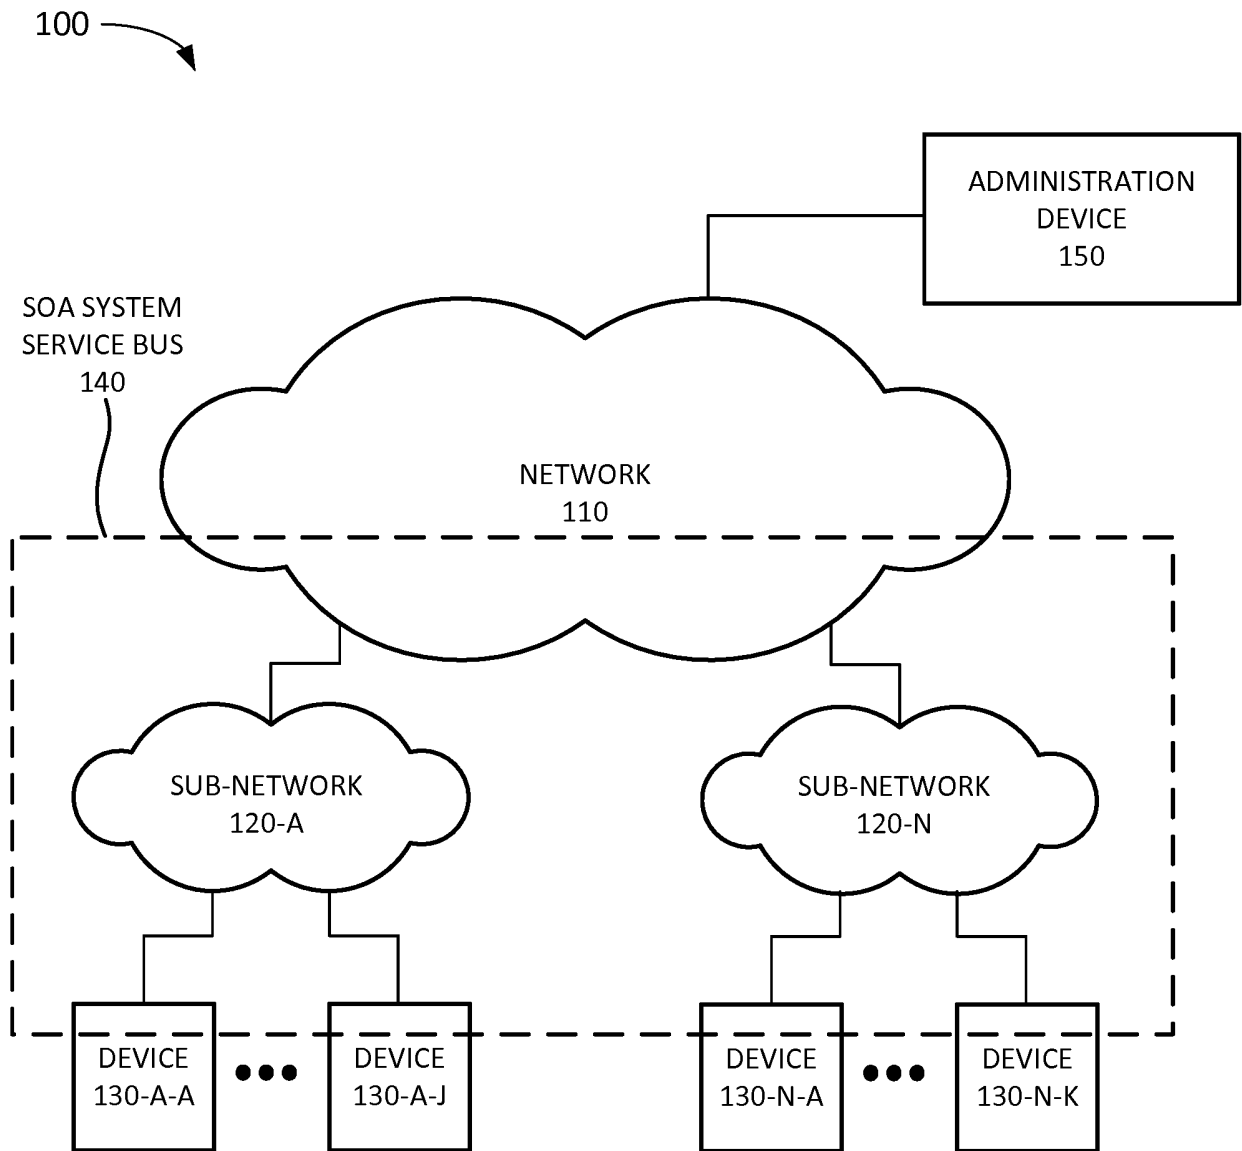 100
ADMINISTRATION
DEVICE
150
SOA SYSTEM
SERVICE BUS
140
NETWORK
110
SUB-NETWORK
120-A
SUB-NETWORK
120-N
DEVICE
130-A-A
DEVICE
130-A-J
DEVICE
130-N-A
DEVICE
130-N-K